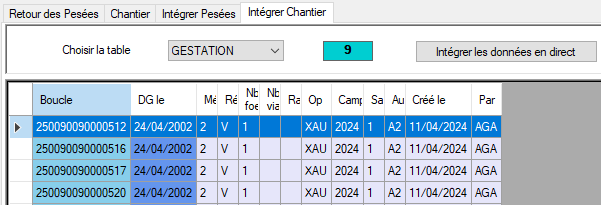 Retour des Pesées Chantier Intégrer Pesées Intégrer Chantier
Choisir la table GESTATION 9 Intégrer les données en direct
Boucle DG le Mé Ré Nb foe Nb via Ra Op Camp Sa Au Créé le Par
250090090000512 24/04/2002 2 V 1 XAU 2024 1 A2 11/04/2024 AGA
250090090000516 24/04/2002 2 V 1 XAU 2024 1 A2 11/04/2024 AGA
250090090000517 24/04/2002 2 V 1 XAU 2024 1 A2 11/04/2024 AGA
250090090000520 24/04/2002 2 V 1 XAU 2024 1 A2 11/04/2024 AGA